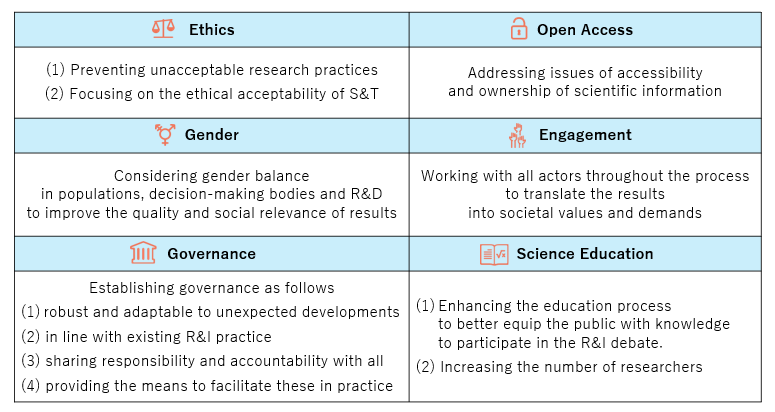 Ethics
(1) Preventing unacceptable research practices
(2) Focusing on the ethical acceptability of S&T
Open Access
Addressing issues of accessibility
and ownership of scientific information
Gender
Considering gender balance
in populations, decision-making bodies and R&D
to improve the quality and social relevance of results
Engagement
Working with all actors throughout the process
to translate the results
into societal values and demands
Governance
Establishing governance as follows
(1) robust and adaptable to unexpected developments
(2) in line with existing R&I practice
(3) sharing responsibility and accountability with all
(4) providing the means to facilitate these in practice
Science Education
(1) Enhancing the education process
to better equip the public with knowledge
to participate in the R&I debate.
(2) Increasing the number of researchers